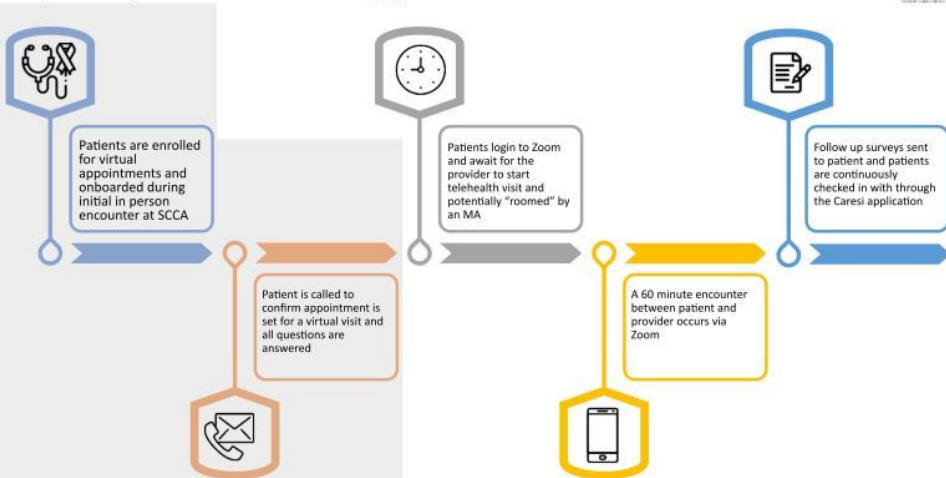 Patients are enrolled
for virtual
appointments and
onboarded during
initial in person
encounter at SCCA
Patient is called to
confirm appointment is
set for a virtual visit and
all questions are
answered
Patients login to Zoom
and await for the
provider to start
telehealth visit and
potentially “roomed” by
an MA
A 60 minute encounter
between patient and
provider occurs via
Zoom
Follow up surveys sent
to patient and patients
are continuously
checked in with through
the Caresi application